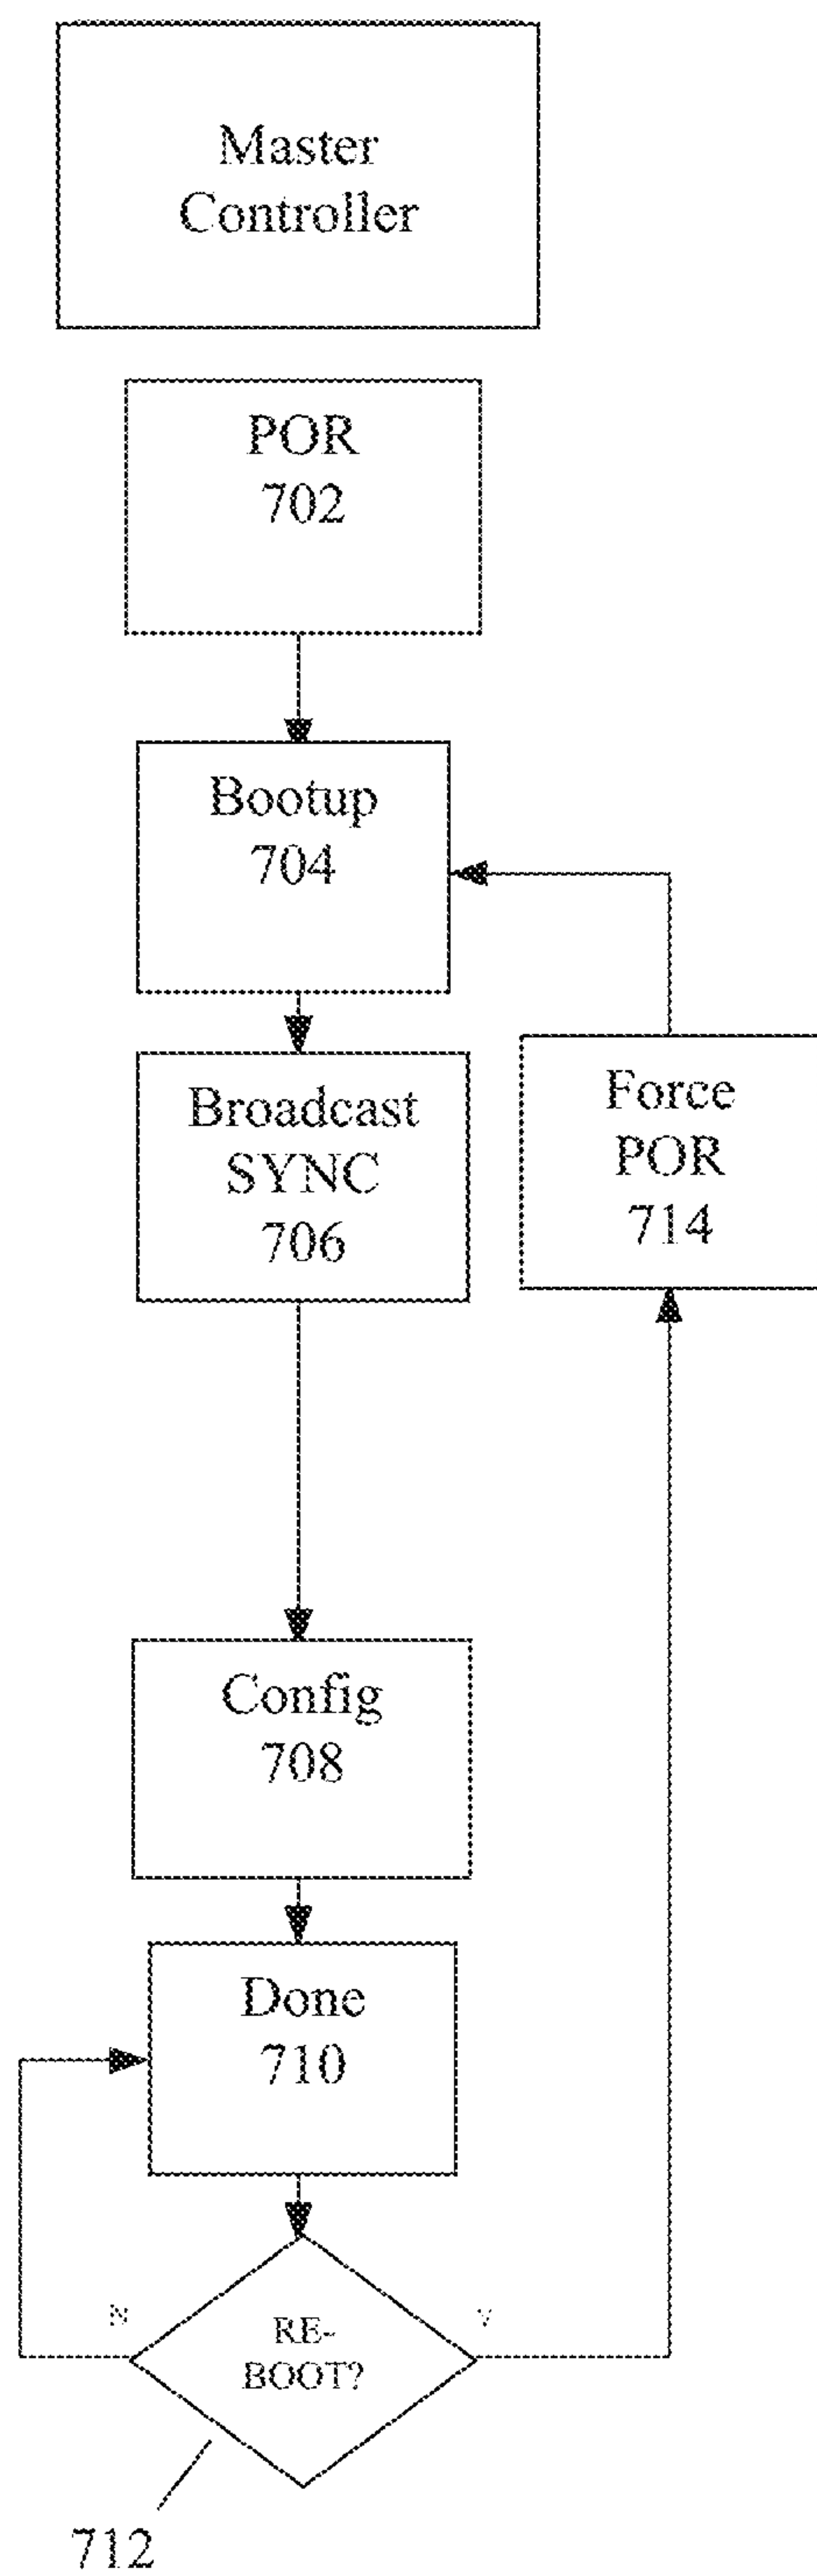 Master
Controller
POR
702
Bootup
704
Broadcast
SYNC
706
Force
POR
714
Config
708
Done
710
N
RE-
BOOT?
Y
712